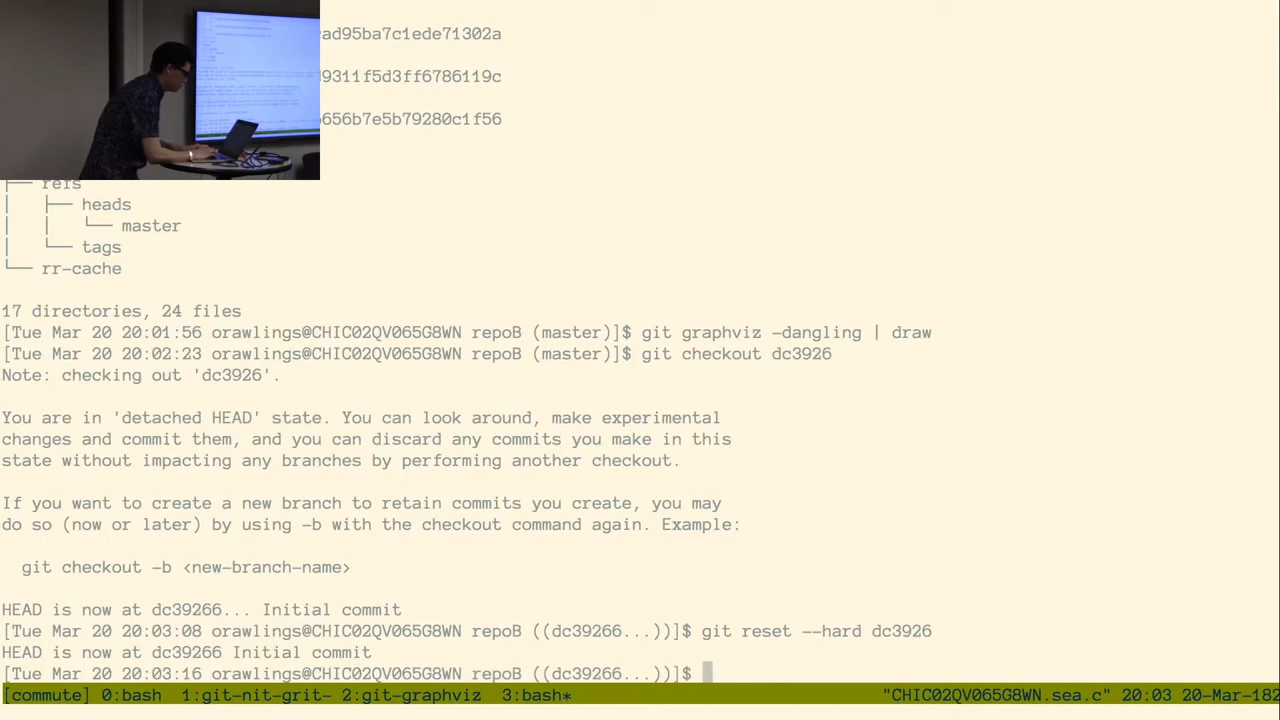 ad95ba7c1ede71302a
9311f5d3ff6786119c
656b7e5b79280c1f56
├── refs
│   ├── heads
│   │   └── master
│   └── tags
└── rr-cache
17 directories, 24 files
[Tue Mar 20 20:01:56 orawlings@CHIC02QV065G8WN repoB (master)]$ git graphviz -dangling | draw
[Tue Mar 20 20:02:23 orawlings@CHIC02QV065G8WN repoB (master)]$ git checkout dc3926
Note: checking out 'dc3926'.
You are in 'detached HEAD' state. You can look around, make experimental
changes and commit them, and you can discard any commits you make in this
state without impacting any branches by performing another checkout.
If you want to create a new branch to retain commits you create, you may
do so (now or later) by using -b with the checkout command again. Example:
git checkout -b <new-branch-name>
HEAD is now at dc39266... Initial commit
[Tue Mar 20 20:03:08 orawlings@CHIC02QV065G8WN repoB ((dc39266...))]$ git reset --hard dc3926
HEAD is now at dc39266 Initial commit
[Tue Mar 20 20:03:16 orawlings@CHIC02QV065G8WN repoB ((dc39266...))]$
[commute] 0:bash  1:git-nit-grit- 2:git-graphviz  3:bash* "CHIC02QV065G8WN.sea.c" 20:03 20-Mar-182